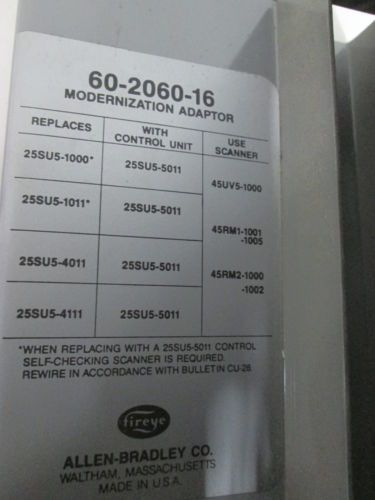 60-2060-16
MODERNIZATION ADAPTOR
REPLACES
WITH
CONTROL UNIT
USE
SCANNER
25SU5-1000*
25SU5-5011
45UV5-1000
25SU5-1011*
25SU5-5011
45RM1-1001
-1005
25SU5-4011
25SU5-5011
45RM2-1000
-1002
25SU5-4111
25SU5-5011
*WHEN REPLACING WITH A 25SU5-5011 CONTROL
SELF-CHECKING SCANNER IS REQUIRED.
REWIRE IN ACCORDANCE WITH BULLETIN CU-26.
fireye
ALLEN-BRADLEY CO.
WALTHAM, MASSACHUSETTS
MADE IN U.S.A.